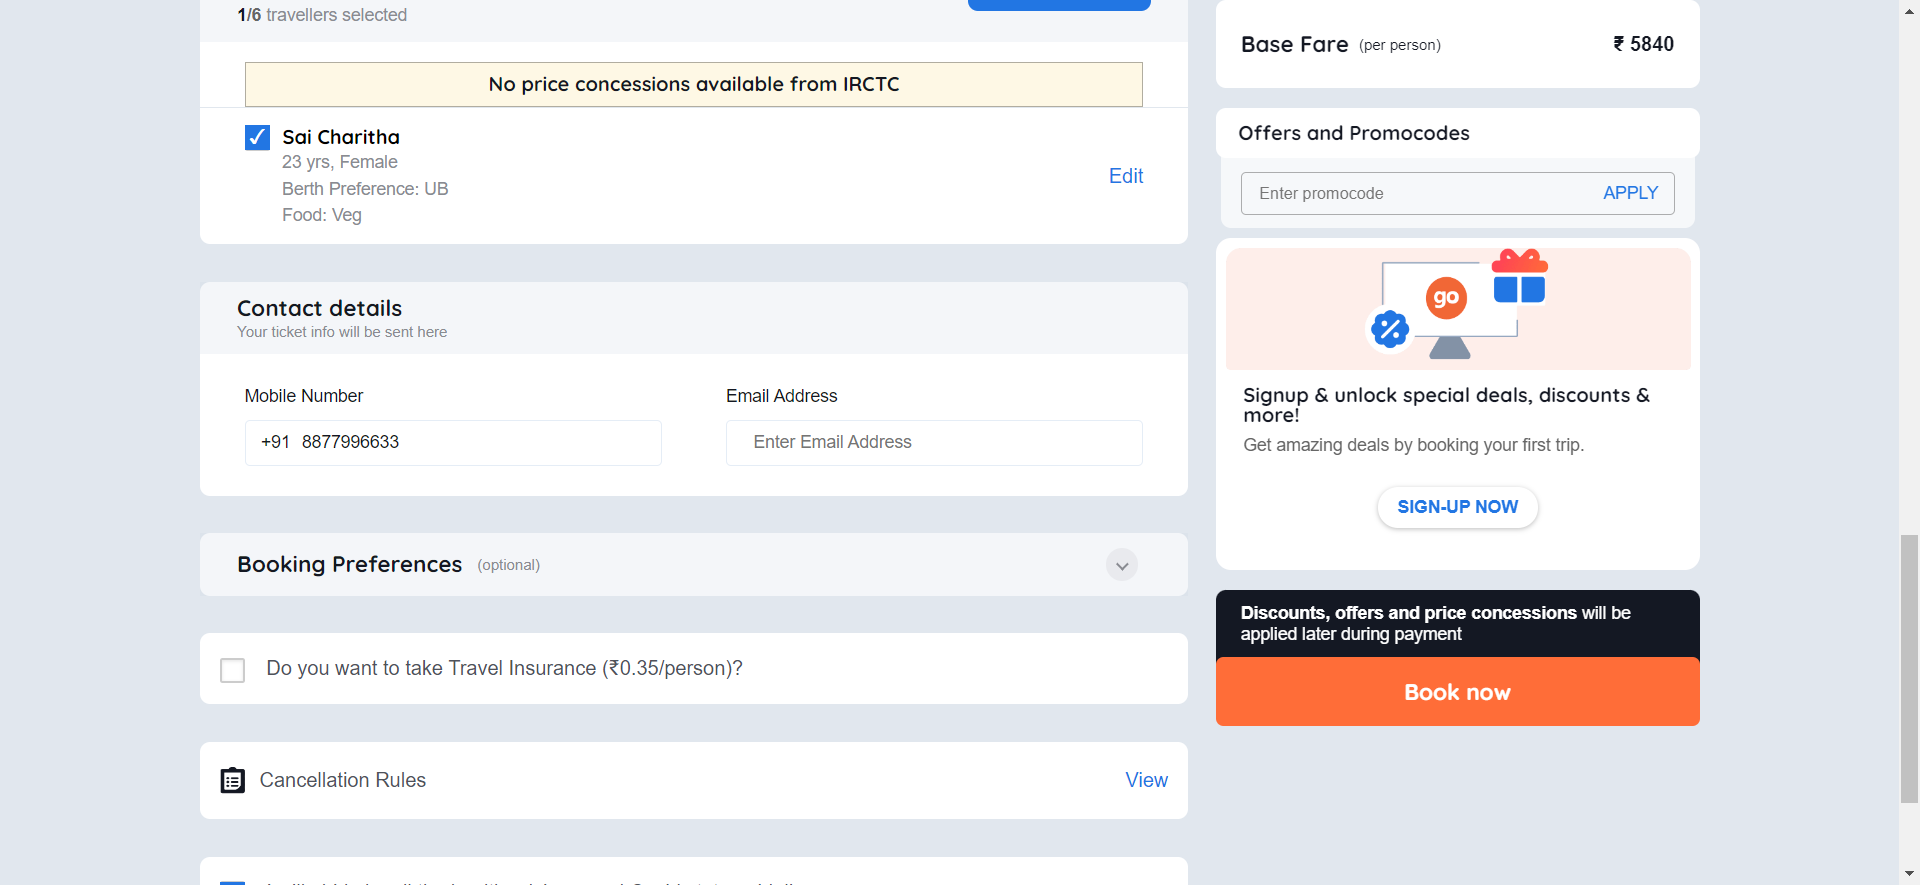 1/6 travellers selected
No price concessions available from IRCTC
Sai Charitha
23 yrs, Female
Berth Preference: UB
Food: Veg
Edit
Contact details
Your ticket info will be sent here
Mobile Number
+91 8877996633
Email Address
Enter Email Address
Booking Preferences (optional)
Do you want to take Travel Insurance (₹0.35/person)?
Cancellation Rules
View
Base Fare (per person) ₹ 5840
Offers and Promocodes
Enter promocode APPLY
go
Signup & unlock special deals, discounts &
more!
Get amazing deals by booking your first trip.
SIGN-UP NOW
Discounts, offers and price concessions will be
applied later during payment
Book now